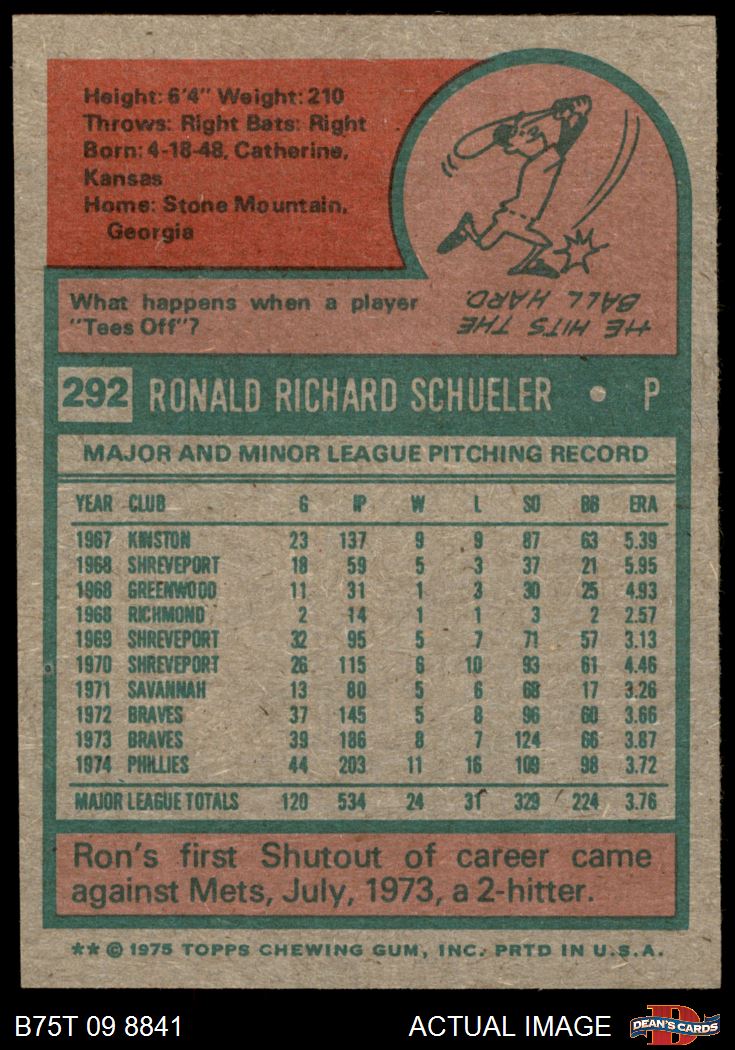 Height: 6'4" Weight: 210
Throws: Right Bats: Right
Born: 4-18-48, Catherine,
Kansas
Home: Stone Mountain,
Georgia
What happens when a player
"Tees Off"?
HE HITS THE
BALL HARD.
292 RONALD RICHARD SCHUELER • P
MAJOR AND MINOR LEAGUE PITCHING RECORD
YEAR CLUB G IP W L SO BB ERA
1967 KINSTON 23 137 9 9 87 63 5.39
1968 SHREVEPORT 18 59 5 3 37 21 5.95
1968 GREENWOOD 11 31 1 3 30 25 4.93
1968 RICHMOND 2 14 1 1 3 2 2.57
1969 SHREVEPORT 32 95 5 7 71 57 3.13
1970 SHREVEPORT 26 115 6 10 93 61 4.46
1971 SAVANNAH 13 80 5 6 68 17 3.26
1972 BRAVES 37 145 5 8 96 60 3.66
1973 BRAVES 39 186 8 7 124 66 3.87
1974 PHILLIES 44 203 11 16 109 98 3.72
MAJOR LEAGUE TOTALS 120 534 24 31 329 224 3.76
Ron's first Shutout of career came
against Mets, July, 1973, a 2-hitter.
** © 1975 TOPPS CHEWING GUM, INC. PRTD IN U.S.A.
B75T 09 8841 ACTUAL IMAGE DEAN'S CARDS